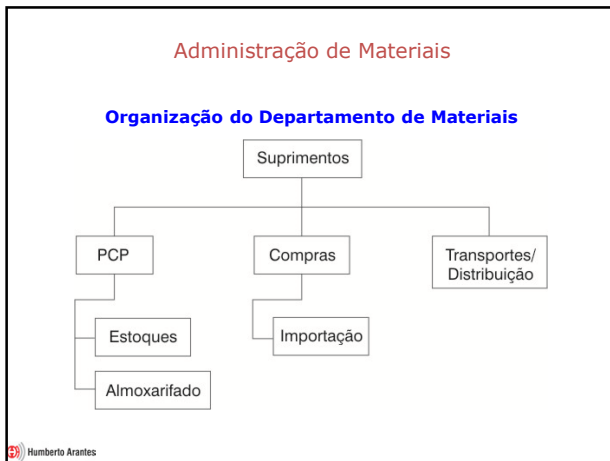 Administração de Materiais
Organização do Departamento de Materiais
Suprimentos
PCP
Compras
Transportes/
Distribuição
Estoques
Importação
Almoxarifado
Humberto Arantes